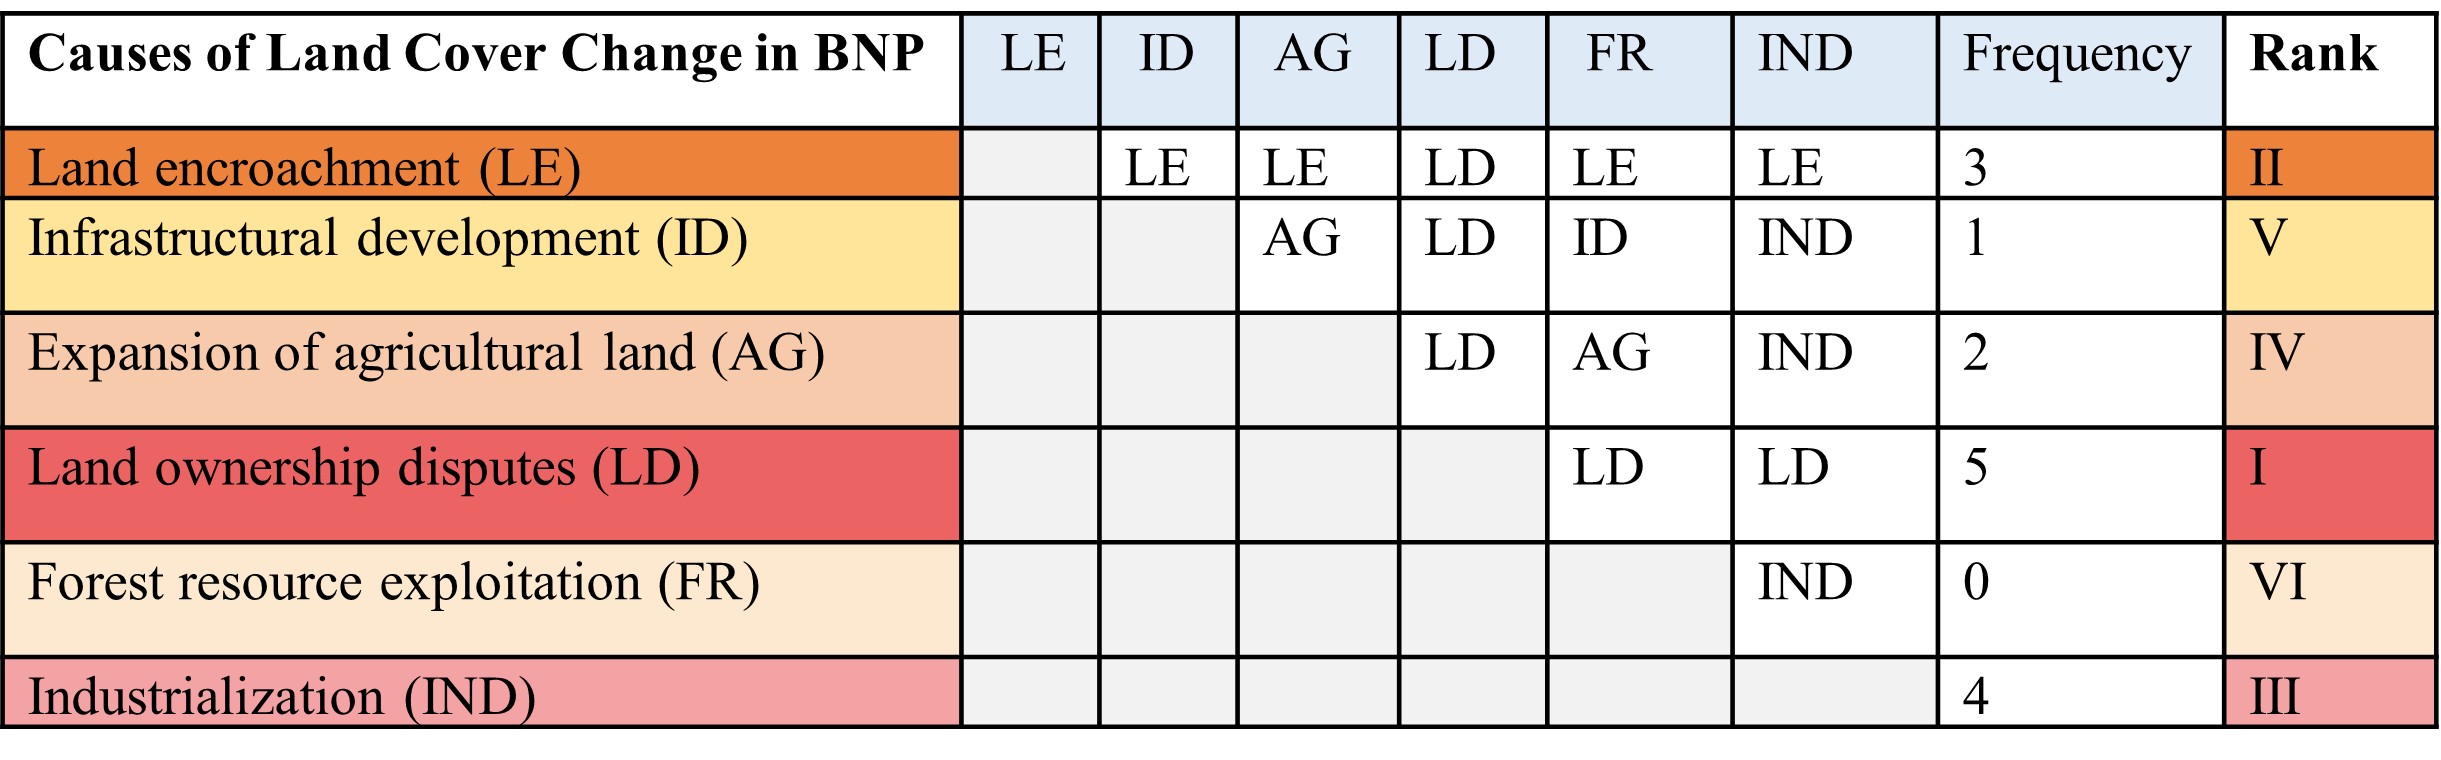 Causes of Land Cover Change in BNP LE ID AG LD FR IND Frequency Rank
Land encroachment (LE) LE LE LD LE LE 3 II
Infrastructural development (ID) AG LD ID IND 1 V
Expansion of agricultural land (AG) LD AG IND 2 IV
Land ownership disputes (LD) LD LD 5 I
Forest resource exploitation (FR) IND 0 VI
Industrialization (IND) 4 III